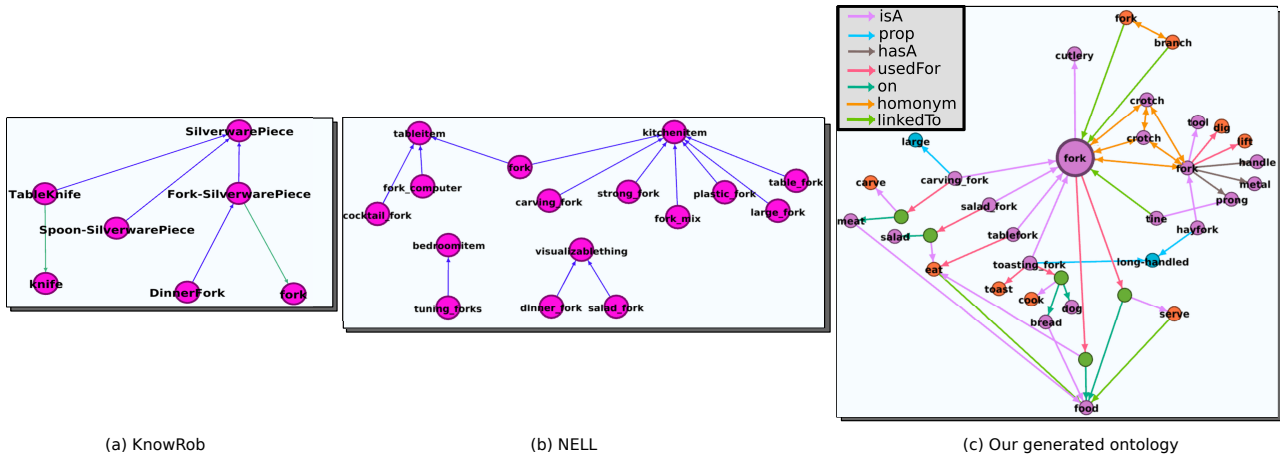 SilverwarePiece
TableKnife
Fork-SilverwarePiece
Spoon-SilverwarePiece
knife
DinnerFork
fork
(a) KnowRob
tableitem
kitchenitem
fork
fork_computer
cocktail_fork
carving_fork
strong_fork
fork_mix
plastic_fork
large_fork
table_fork
bedroomitem
visualizablething
tuning_forks
dinner_fork
salad_fork
(b) NELL
isA
prop
hasA
usedFor
on
homonym
linkedTo
fork
branch
cutlery
crotch
crotch
tool
dig
lift
large
fork
fork
handle
metal
prong
carve
carving_fork
meat
salad_fork
tine
hayfork
salad
tablefork
eat
toasting_fork
long-handled
toast
cook
dog
bread
serve
food
(c) Our generated ontology